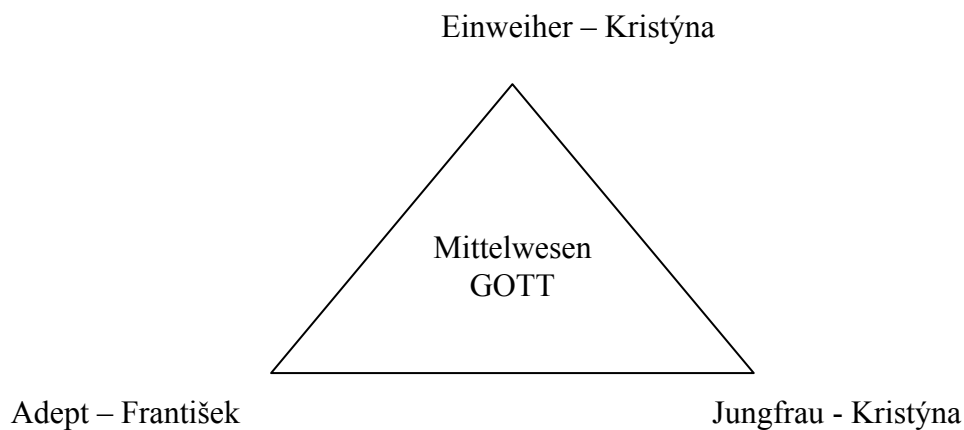 Einweiher – Kristýna
Mittelwesen
GOTT
Adept – František
Jungfrau - Kristýna